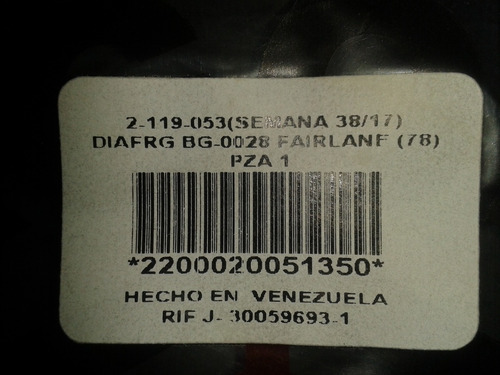 2-119-053(SEMANA 38/17)
DIAFRG BG-0028 FAIRLANE (78)
PZA 1
*2200020051350*
HECHO EN VENEZUELA
RIF J- 30059693-1